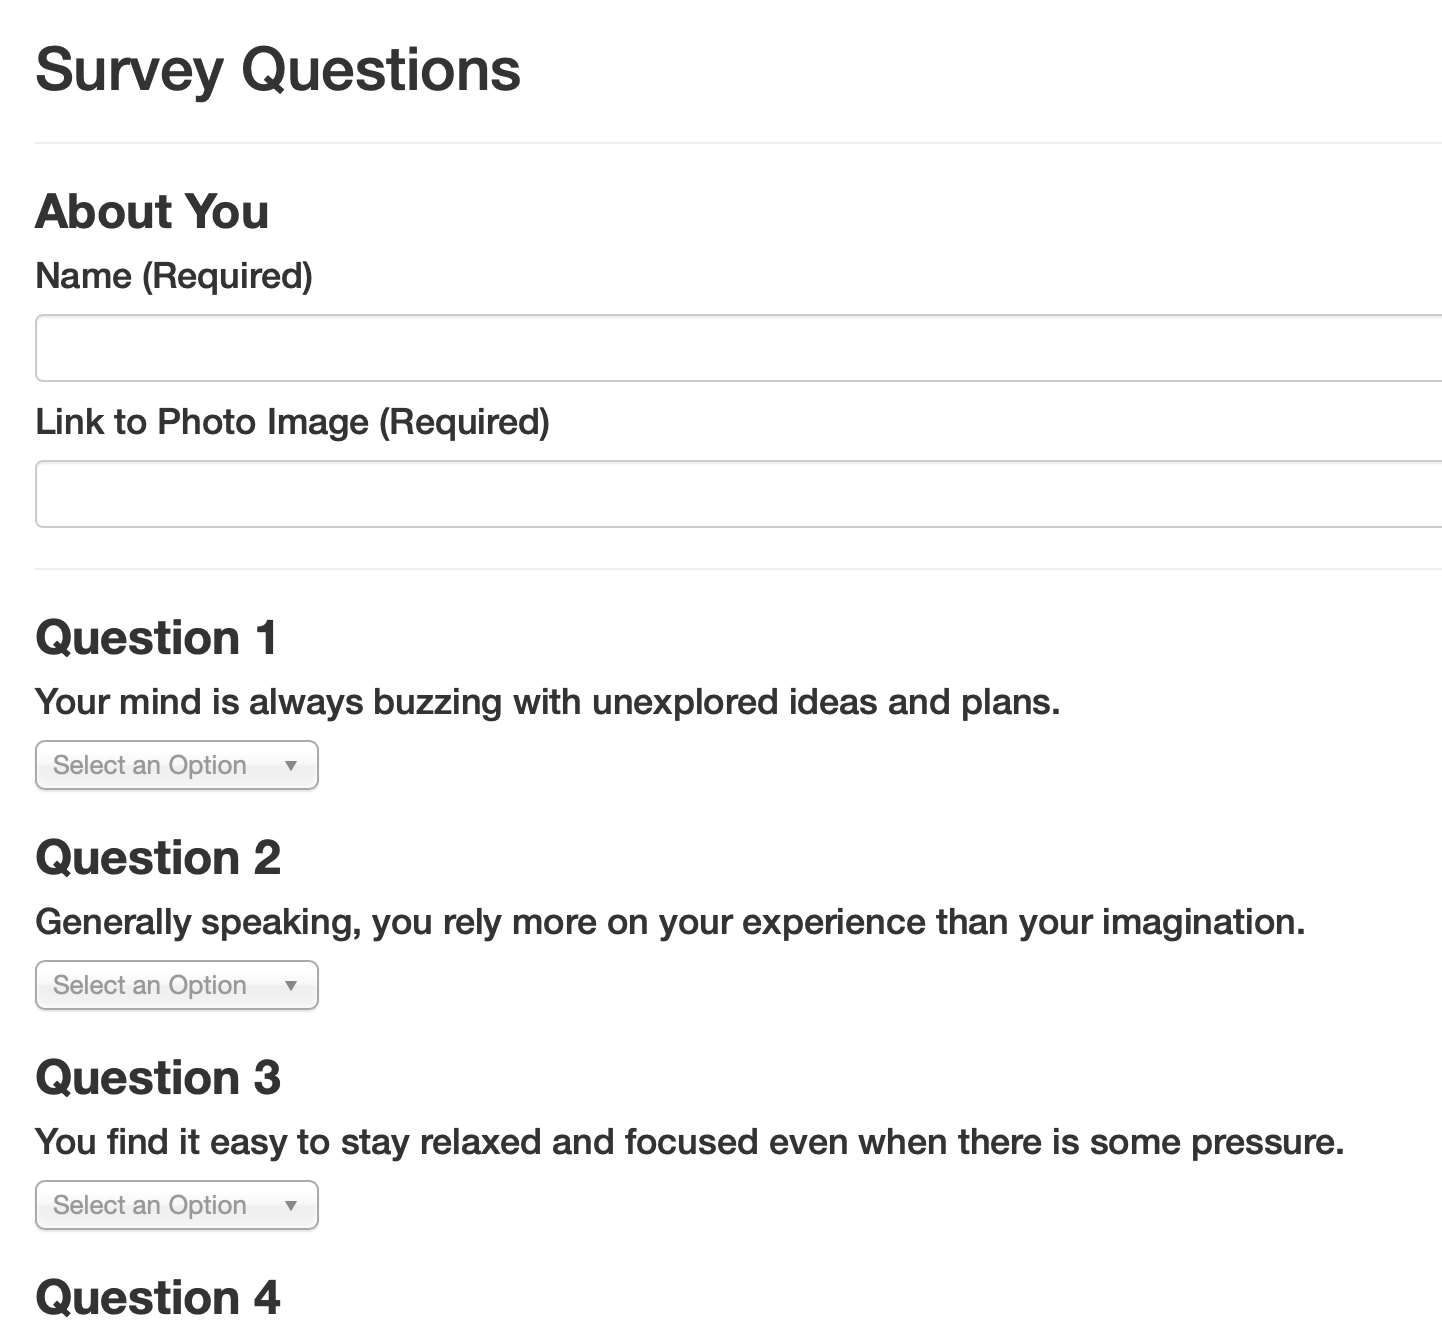 Survey Questions
About You
Name (Required)
Link to Photo Image (Required)
Question 1
Your mind is always buzzing with unexplored ideas and plans.
Select an Option
Question 2
Generally speaking, you rely more on your experience than your imagination.
Select an Option
Question 3
You find it easy to stay relaxed and focused even when there is some pressure.
Select an Option
Question 4